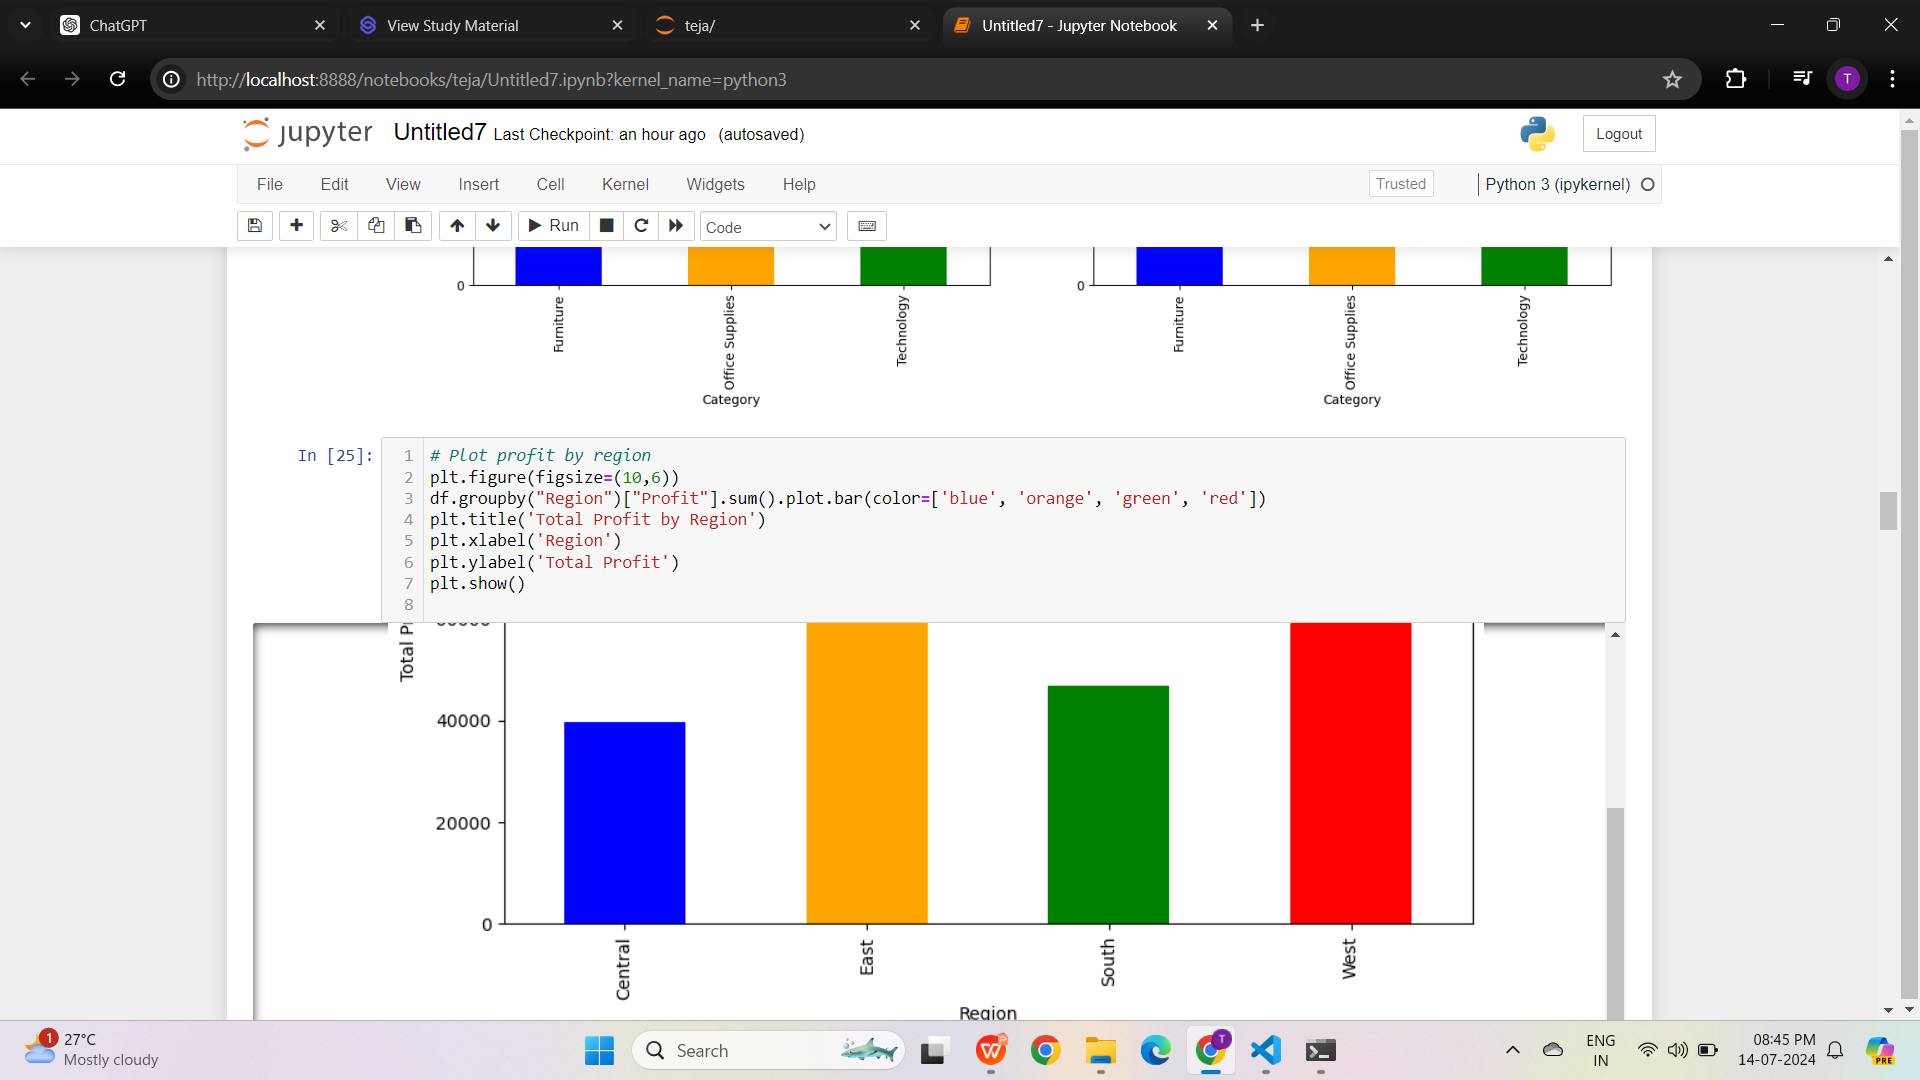 ChatGPT
View Study Material
teja/
Untitled7 - Jupyter Notebook
http://localhost:8888/notebooks/teja/Untitled7.ipynb?kernel_name=python3
T
jupyter Untitled7 Last Checkpoint: an hour ago (autosaved)
Logout
File Edit View Insert Cell Kernel Widgets Help
Trusted
Python 3 (ipykernel)
Run
Code
0
Furniture
Office Supplies
Technology
Category
0
Furniture
Office Supplies
Technology
Category
In [25]:
1 # Plot profit by region
2 plt.figure(figsize=(10,6))
3 df.groupby("Region")["Profit"].sum().plot.bar(color=['blue', 'orange', 'green', 'red'])
4 plt.title('Total Profit by Region')
5 plt.xlabel('Region')
6 plt.ylabel('Total Profit')
7 plt.show()
8
Total
40000
20000
0
Central
East
South
West
Region
1
27°C
Mostly cloudy
Search
T
ENG
IN
08:45 PM
14-07-2024
PRE